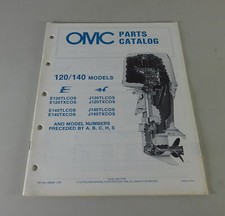 OMC PARTS
CATALOG
120/140 MODELS
E120TLCOS J120TLCOS
E120TXCOS J120TXCOS
E140TLCOS J140TLCOS
E140TXCOS J140TXCOS
AND MODEL NUMBERS
PRECEDED BY A, B, C, H, S